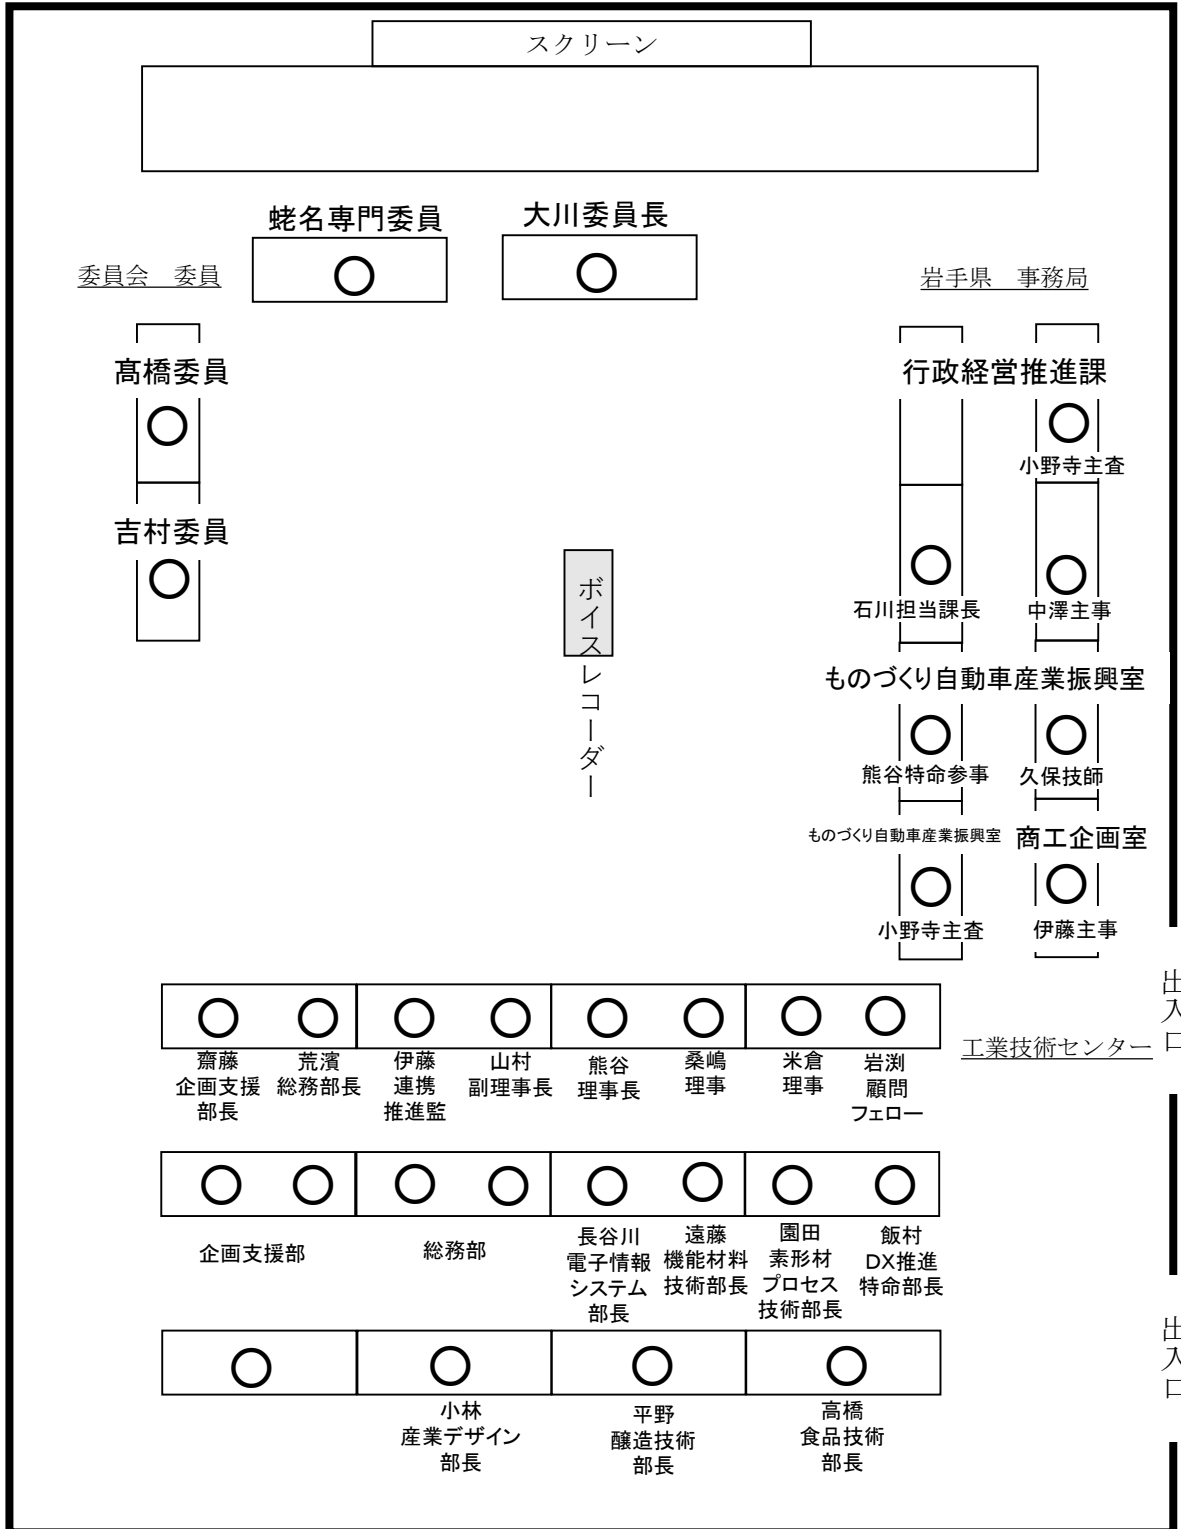 スクリーン
蛯名専門委員
大川委員長
委員会　委員
岩手県　事務局
髙橋委員
行政経営推進課
小野寺主査
吉村委員
ボイスレコーダー
石川担当課長
中澤主事
ものづくり自動車産業振興室
熊谷特命参事
久保技師
ものづくり自動車産業振興室
商工企画室
小野寺主査
伊藤主事
出入口
工業技術センター
齋藤
企画支援
部長
荒濱
総務部長
伊藤
連携
推進監
山村
副理事長
熊谷
理事長
桑嶋
理事
米倉
理事
岩渕
顧問
フェロー
企画支援部
総務部
長谷川
電子情報
システム
部長
遠藤
機能材料
技術部長
園田
素形材
プロセス
技術部長
飯村
DX推進
特命部長
出入口
小林
産業デザイン
部長
平野
醸造技術
部長
高橋
食品技術
部長